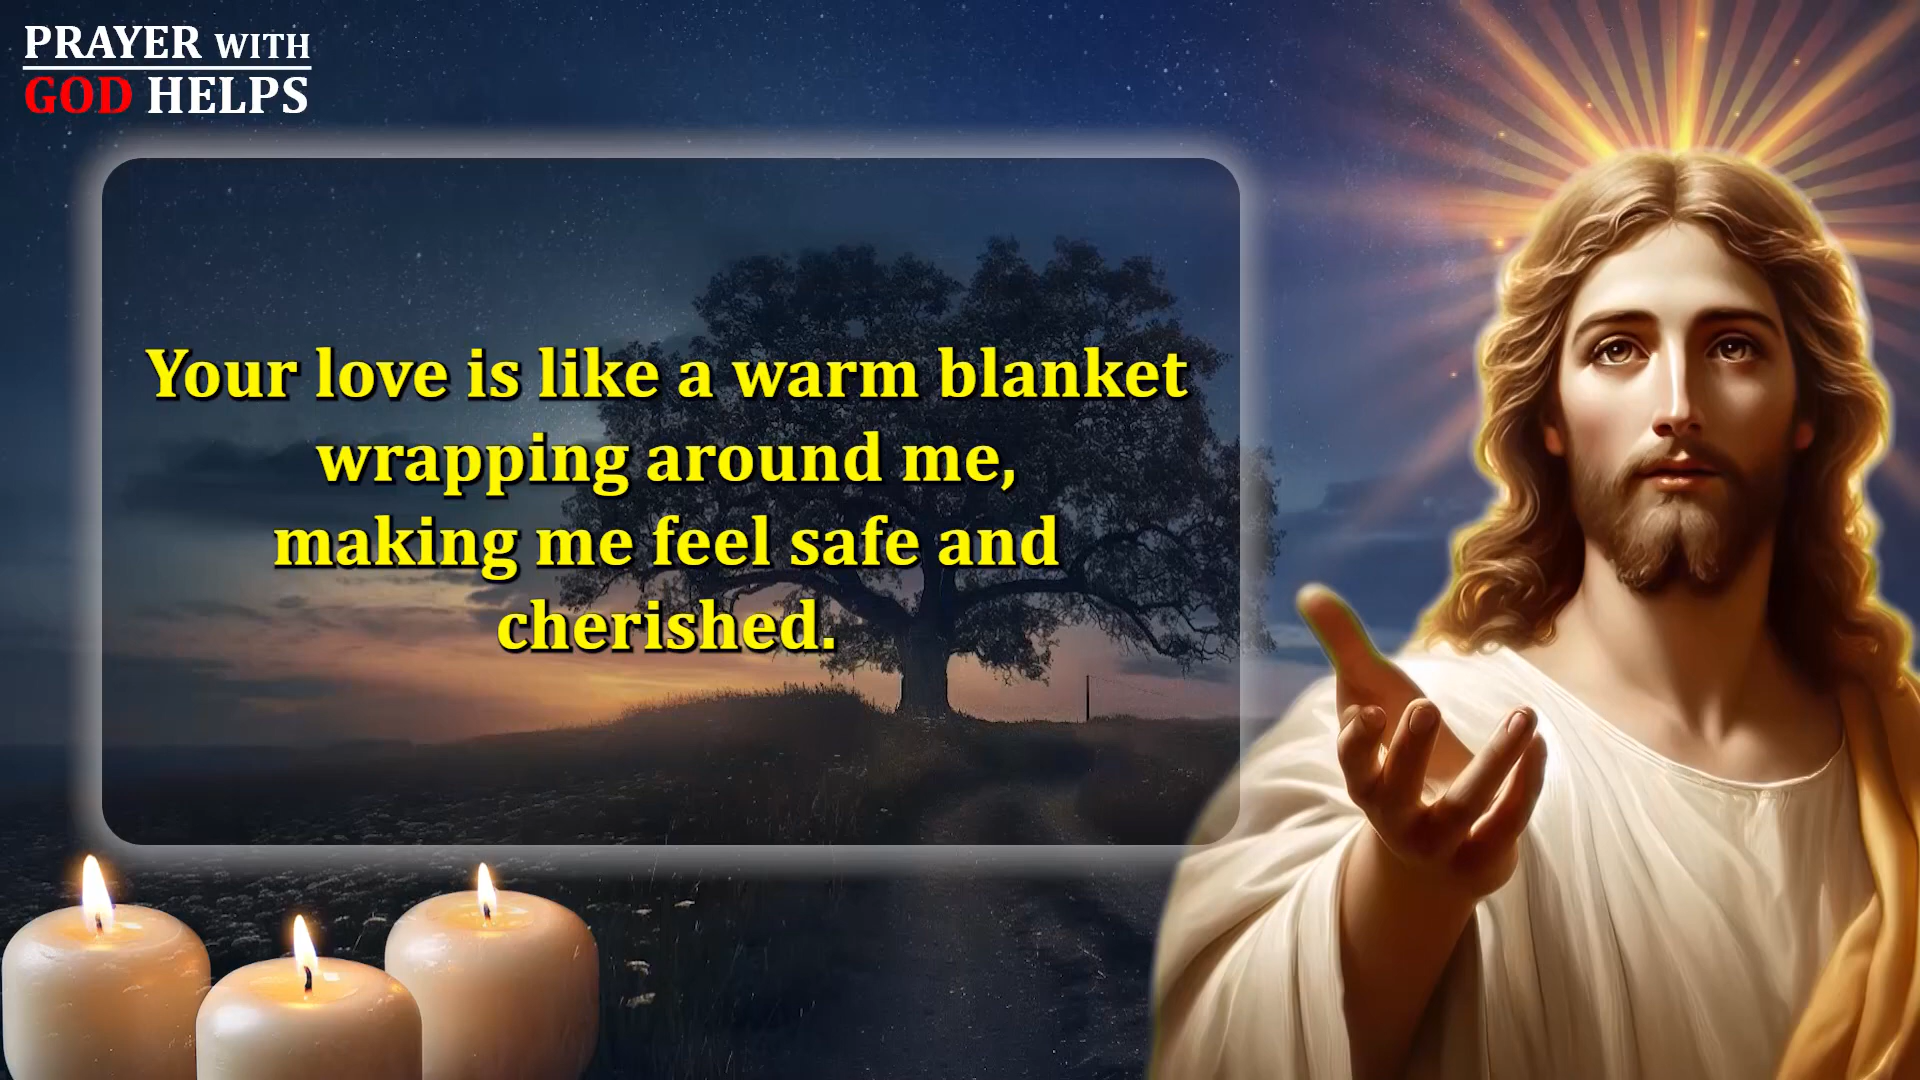 PRAYER WITH
GOD HELPS
Your love is like a warm blanket
wrapping around me,
making me feel safe and
cherished.